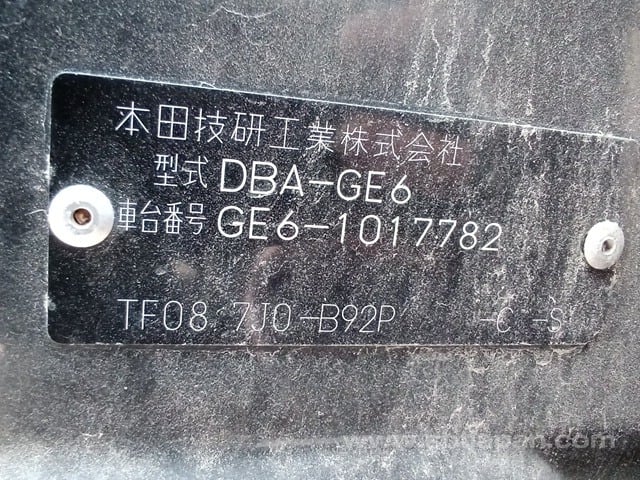 本田技研工業株式会社
型式 DBA-GE6
車台番号 GE6-1017782
TF08 7J0-B92P -C -S